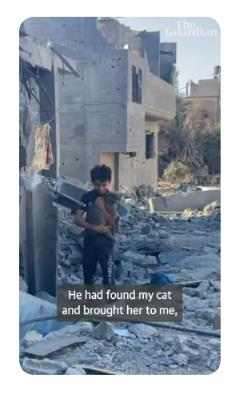 The
Guardian
He had found my cat
and brought her to me,